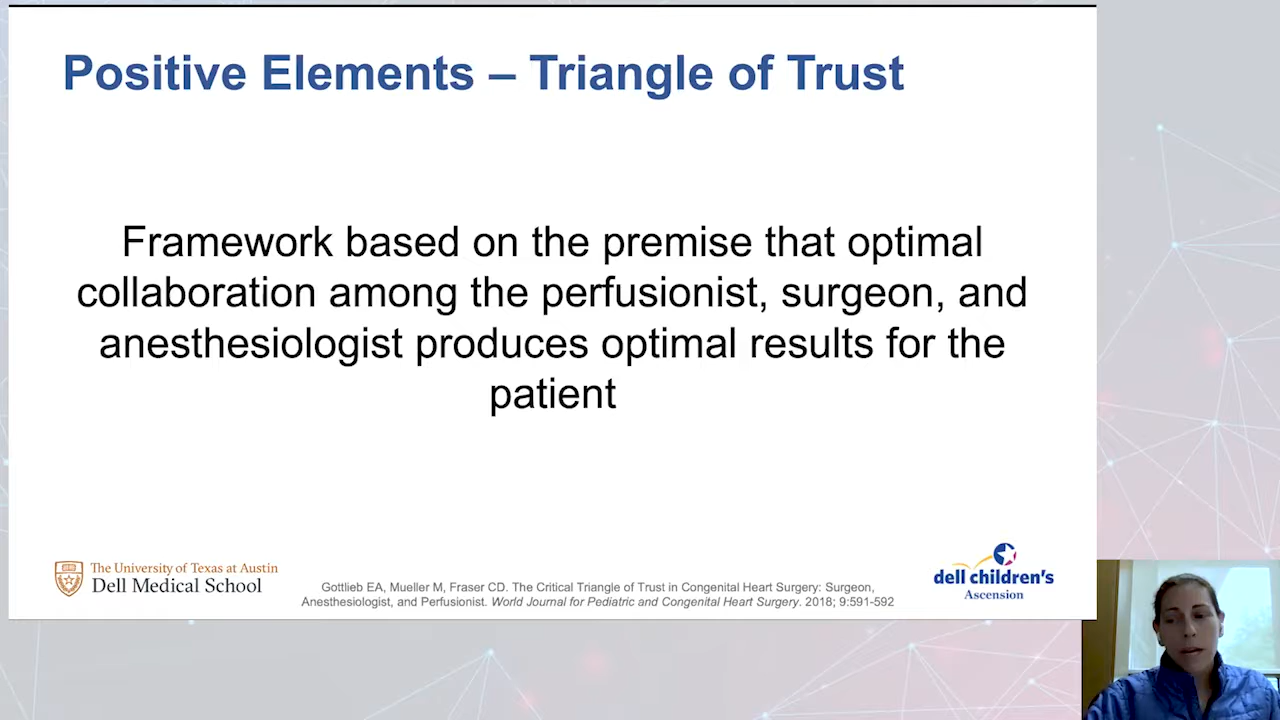 Positive Elements – Triangle of Trust
Framework based on the premise that optimal
collaboration among the perfusionist, surgeon, and
anesthesiologist produces optimal results for the
patient
The University of Texas at Austin
Dell Medical School
Gottlieb EA, Mueller M, Fraser CD. The Critical Triangle of Trust in Congenital Heart Surgery: Surgeon,
Anesthesiologist, and Perfusionist. World Journal for Pediatric and Congenital Heart Surgery. 2018; 9:591-592
dell children's
Ascension